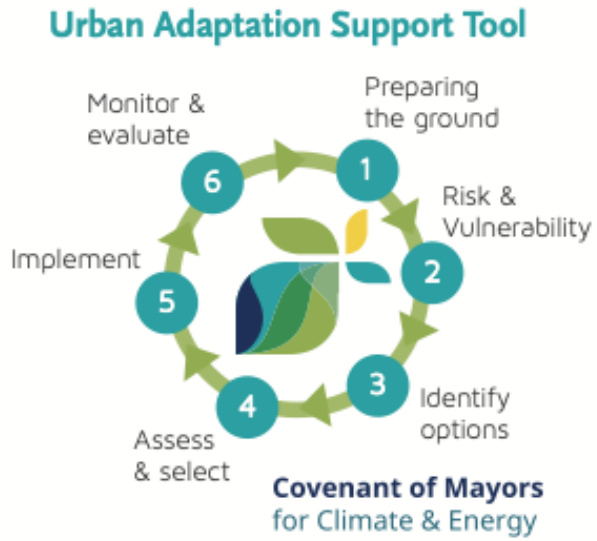 Urban Adaptation Support Tool
Preparing
the ground
1
Risk &
Vulnerability
2
Identify
options
3
Assess
& select
4
Implement
5
Monitor &
evaluate
6
Covenant of Mayors
for Climate & Energy